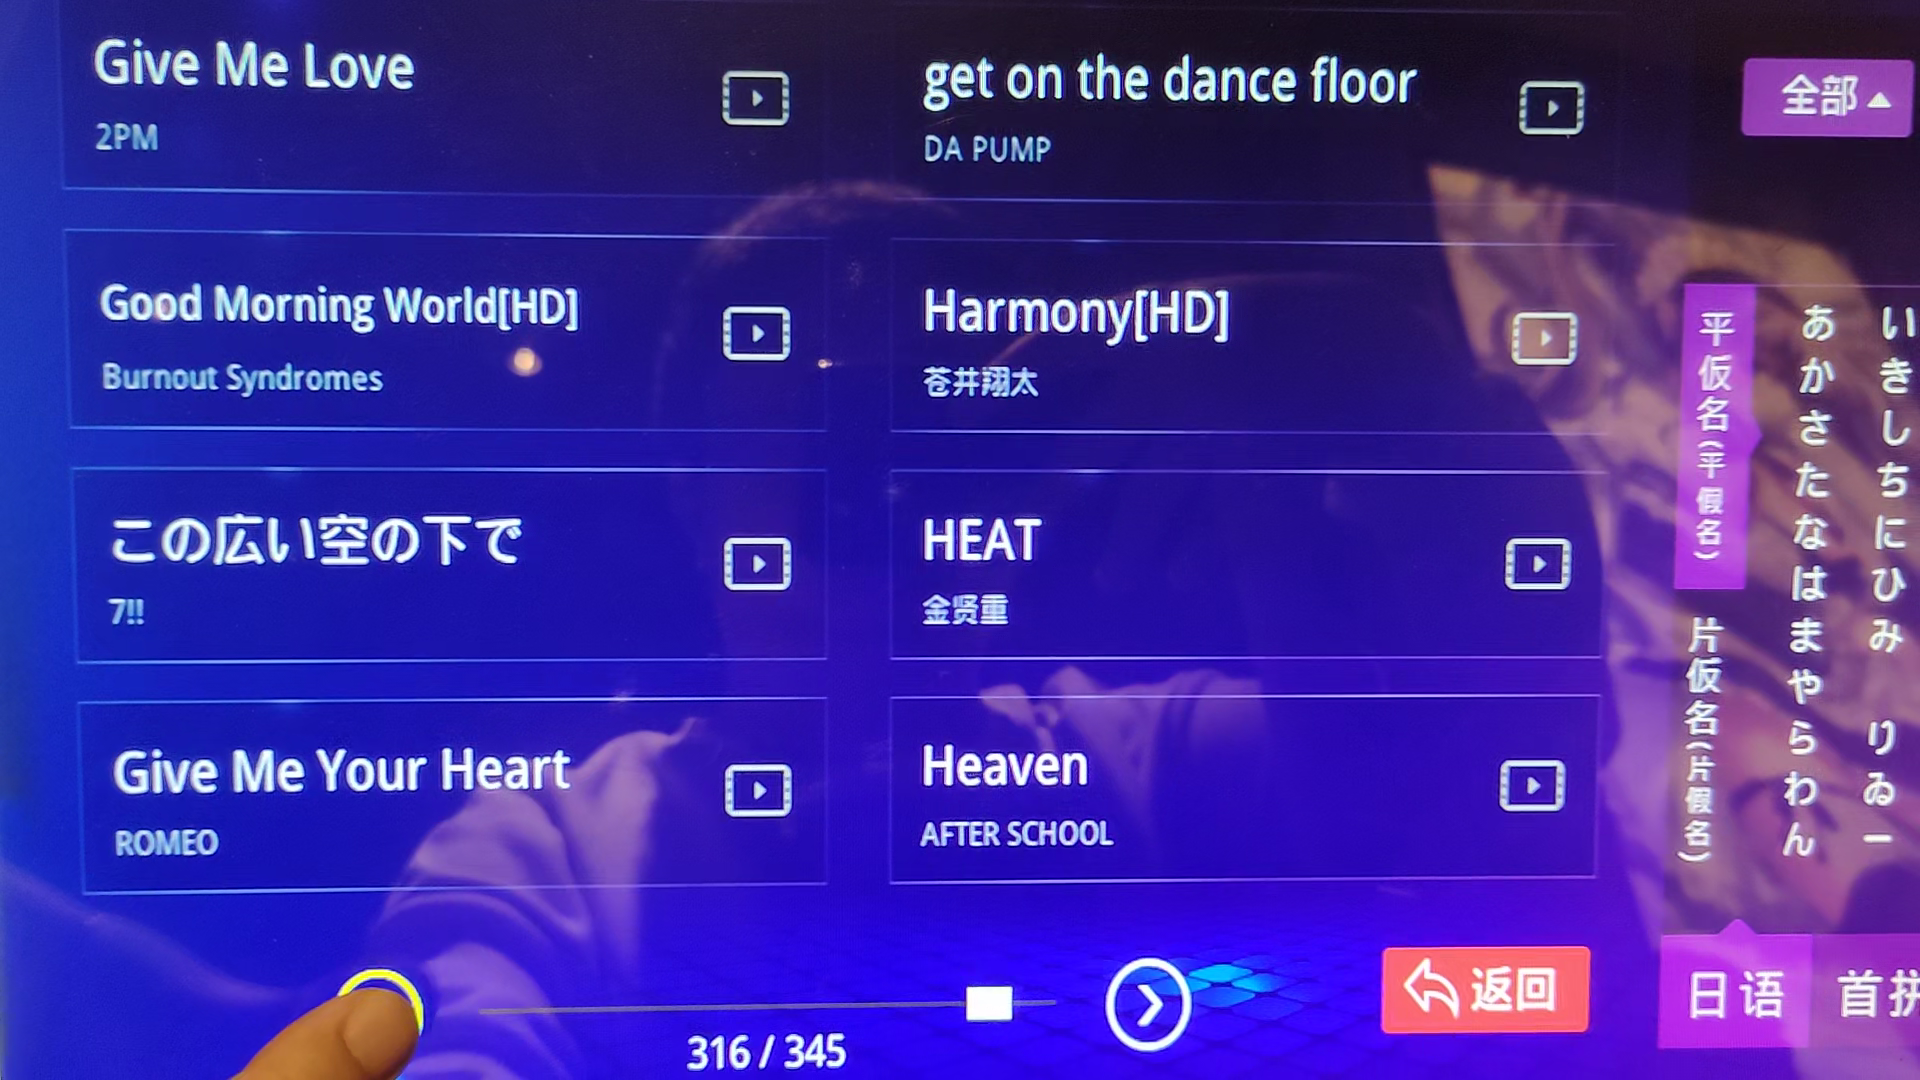 Give Me Love
2PM
get on the dance floor
DA PUMP
Good Morning World[HD]
Burnout Syndromes
Harmony[HD]
苍井翔太
この広い空の下で
7!!
HEAT
金贤重
Give Me Your Heart
ROMEO
Heaven
AFTER SCHOOL
316 / 345
返回
全部
平仮名(平假名)
片仮名(片假名)
あかさたなはまやらわん
いきしちにひみ りゐー
日语
首拼